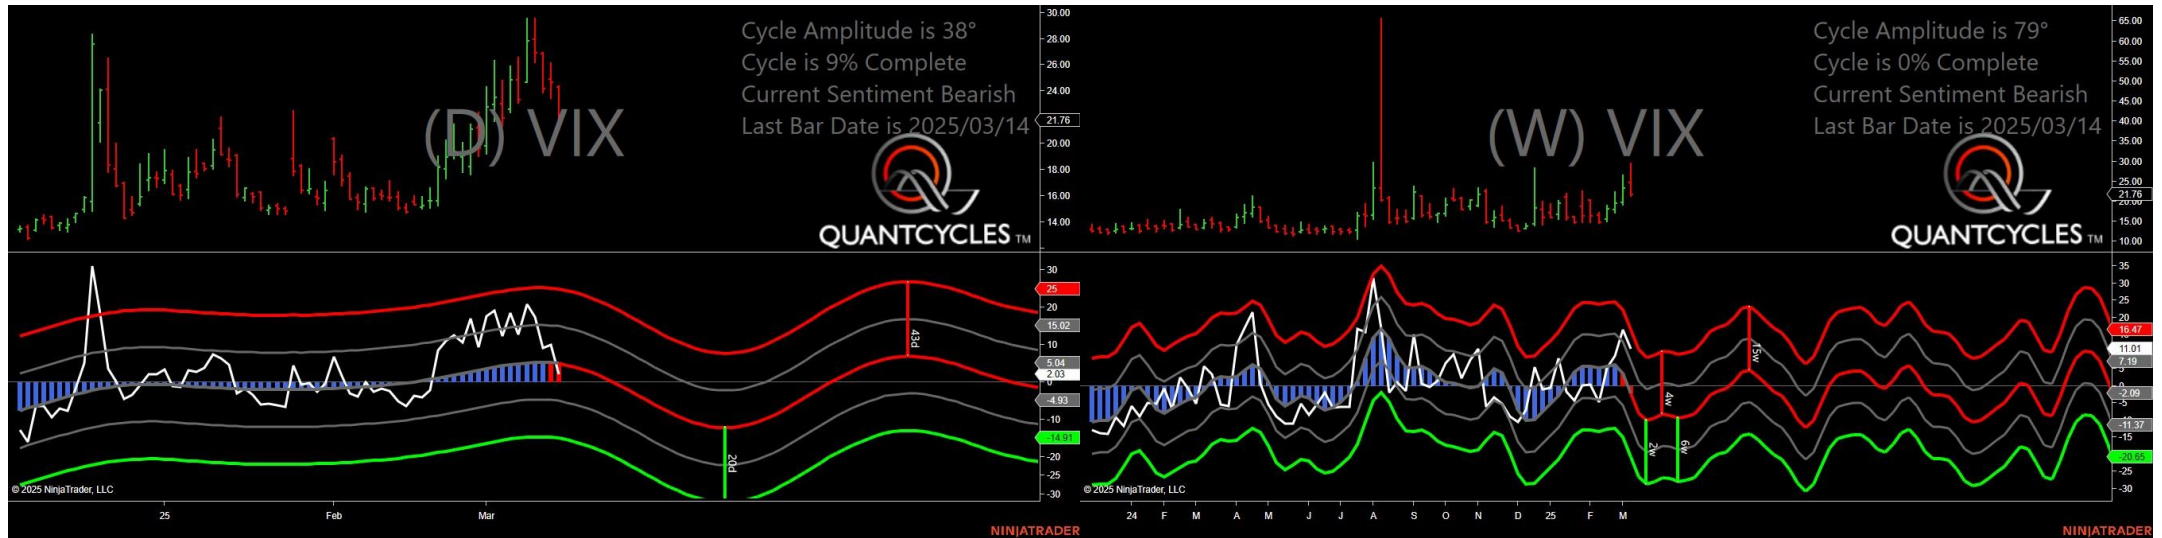 Cycle Amplitude is 38°
Cycle is 9% Complete
Current Sentiment Bearish
Last Bar Date is 2025/03/14
(D) VIX
QUANTCYCLES TM
30.00
28.00
26.00
24.00
21.76
20.00
18.00
16.00
14.00
30
25
20
15.02
10
5.04
2.03
0
-4.93
-10
-14.91
-20
-25
-30
43d
20d
© 2025 NinjaTrader, LLC
25 Feb Mar
NINJATRADER
Cycle Amplitude is 79°
Cycle is 0% Complete
Current Sentiment Bearish
Last Bar Date is 2025/03/14
(W) VIX
QUANTCYCLES TM
65.00
60.00
55.00
50.00
45.00
40.00
35.00
30.00
25.00
21.76
20.00
15.00
10.00
35
30
25
20
16.47
11.01
7.19
5
0
-2.09
-5
-11.37
-15
-20.65
-25
-30
4w
15w
2w
6w
© 2025 NinjaTrader, LLC
24 F M A M J J A S O N D 25 F M
NINJATRADER